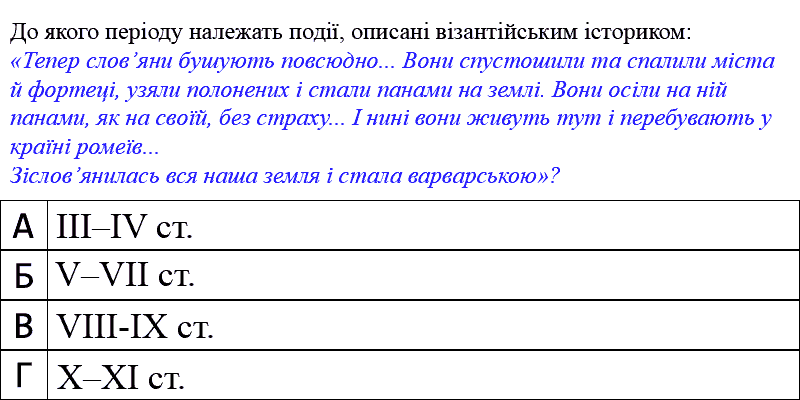 До якого періоду належать події, описані візантійським істориком:
«Тепер слов’яни бушують повсюдно... Вони спустошили та спалили міста
й фортеці, узяли полонених і стали панами на землі. Вони осіли на ній
панами, як на своїй, без страху... І нині вони живуть тут і перебувають у
країні ромеїв...
Зіслов’янилась вся наша земля і стала варварською»?
А III–IV ст.
Б V–VII ст.
В VIII-IX ст.
Г X–XI ст.